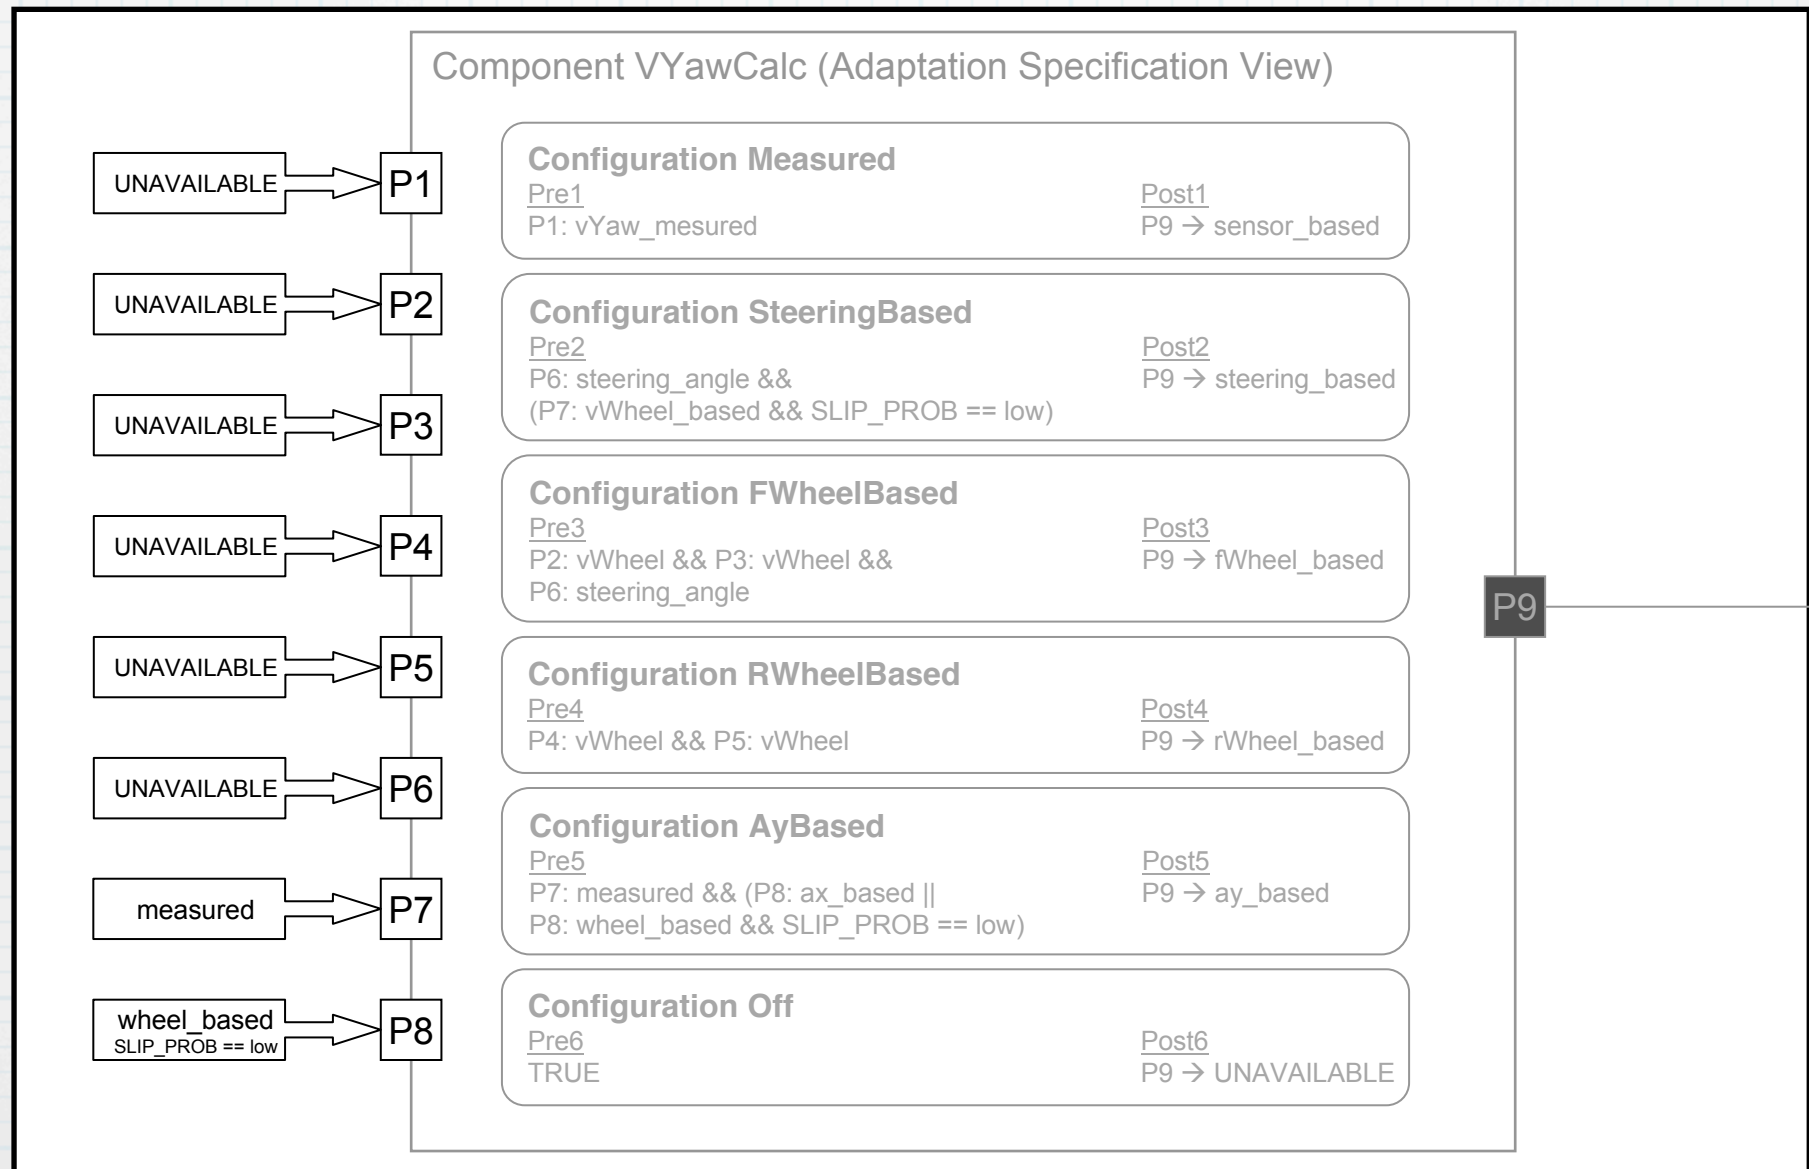 Component VYawCalc (Adaptation Specification View)
UNAVAILABLE
P1
Configuration Measured
Pre1
Post1
P1: vYaw_mesured
P9 → sensor_based
UNAVAILABLE
P2
Configuration SteeringBased
Pre2
Post2
P6: steering_angle &&
P9 → steering_based
(P7: vWheel_based && SLIP_PROB == low)
UNAVAILABLE
P3
Configuration FWheelBased
Pre3
Post3
P2: vWheel && P3: vWheel &&
P9 → fWheel_based
P6: steering_angle
UNAVAILABLE
P4
P9
UNAVAILABLE
P5
Configuration RWheelBased
Pre4
Post4
P4: vWheel && P5: vWheel
P9 → rWheel_based
UNAVAILABLE
P6
Configuration AyBased
Pre5
Post5
P7: measured && (P8: ax_based ||
P9 → ay_based
P8: wheel_based && SLIP_PROB == low)
measured
P7
Configuration Off
Pre6
Post6
TRUE
P9 → UNAVAILABLE
wheel_based
SLIP_PROB == low
P8